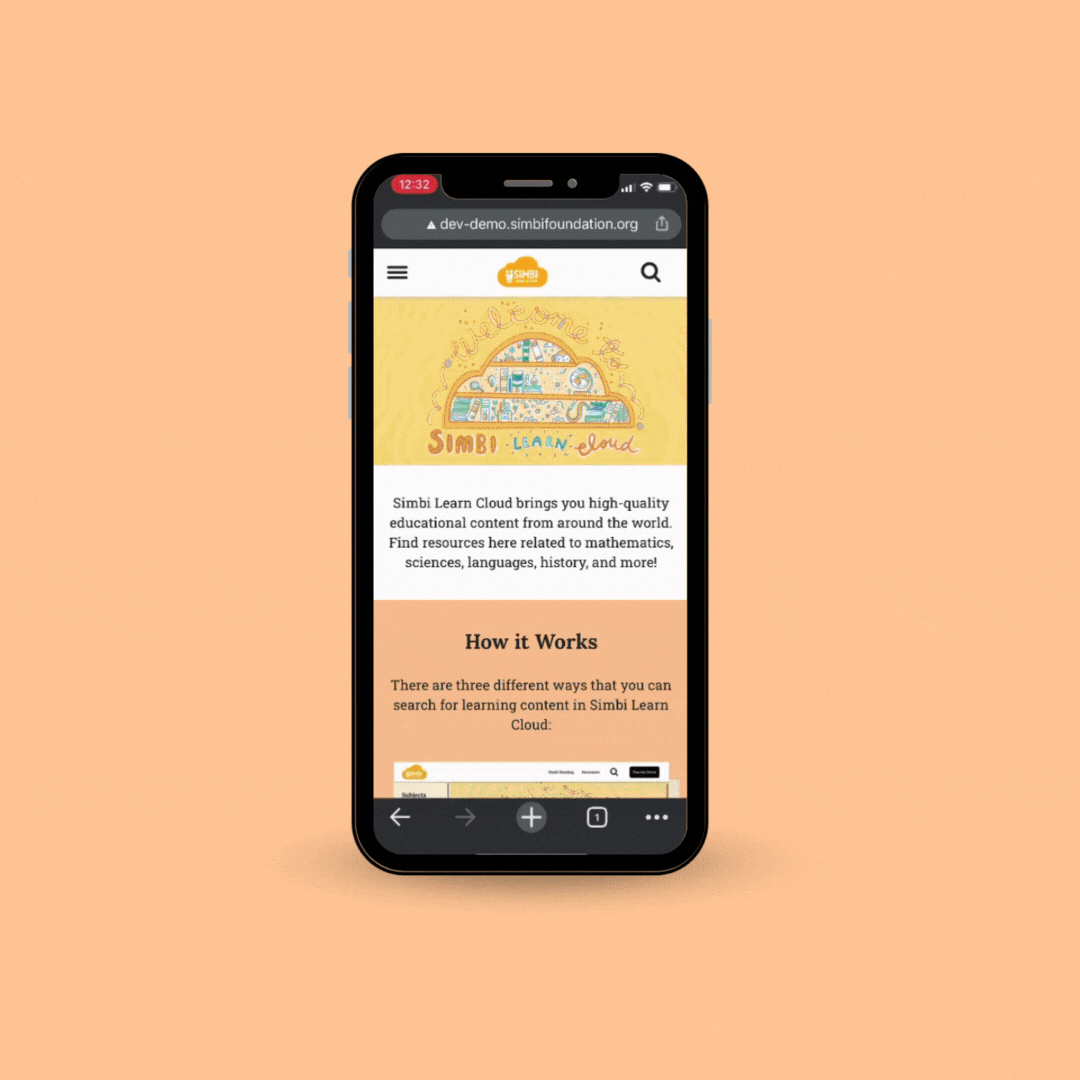 12:32
dev-demo.simbifoundation.org
SIMBI
Welcome to
SIMBI LEARN cloud
Simbi Learn Cloud brings you high-quality
educational content from around the world.
Find resources here related to mathematics,
sciences, languages, history, and more!
How it Works
There are three different ways that you can
search for learning content in Simbi Learn
Cloud:
Subjects
1